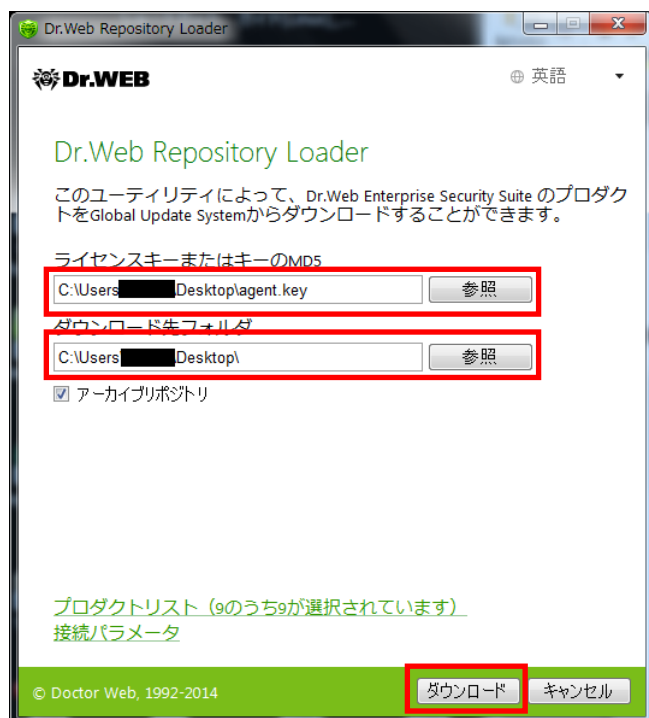 Dr.Web Repository Loader
Dr.WEB
英語
Dr.Web Repository Loader
このユーティリティによって、Dr.Web Enterprise Security Suite のプロダク
トをGlobal Update Systemからダウンロードすることができます。
ライセンスキーまたはキーのMD5
C:\Users Desktop\agent.key
参照
ダウンロード先フォルダ
C:\Users Desktop\
参照
アーカイブリポジトリ
プロダクトリスト（9のうち9が選択されています）
接続パラメータ
© Doctor Web, 1992-2014
ダウンロード
キャンセル